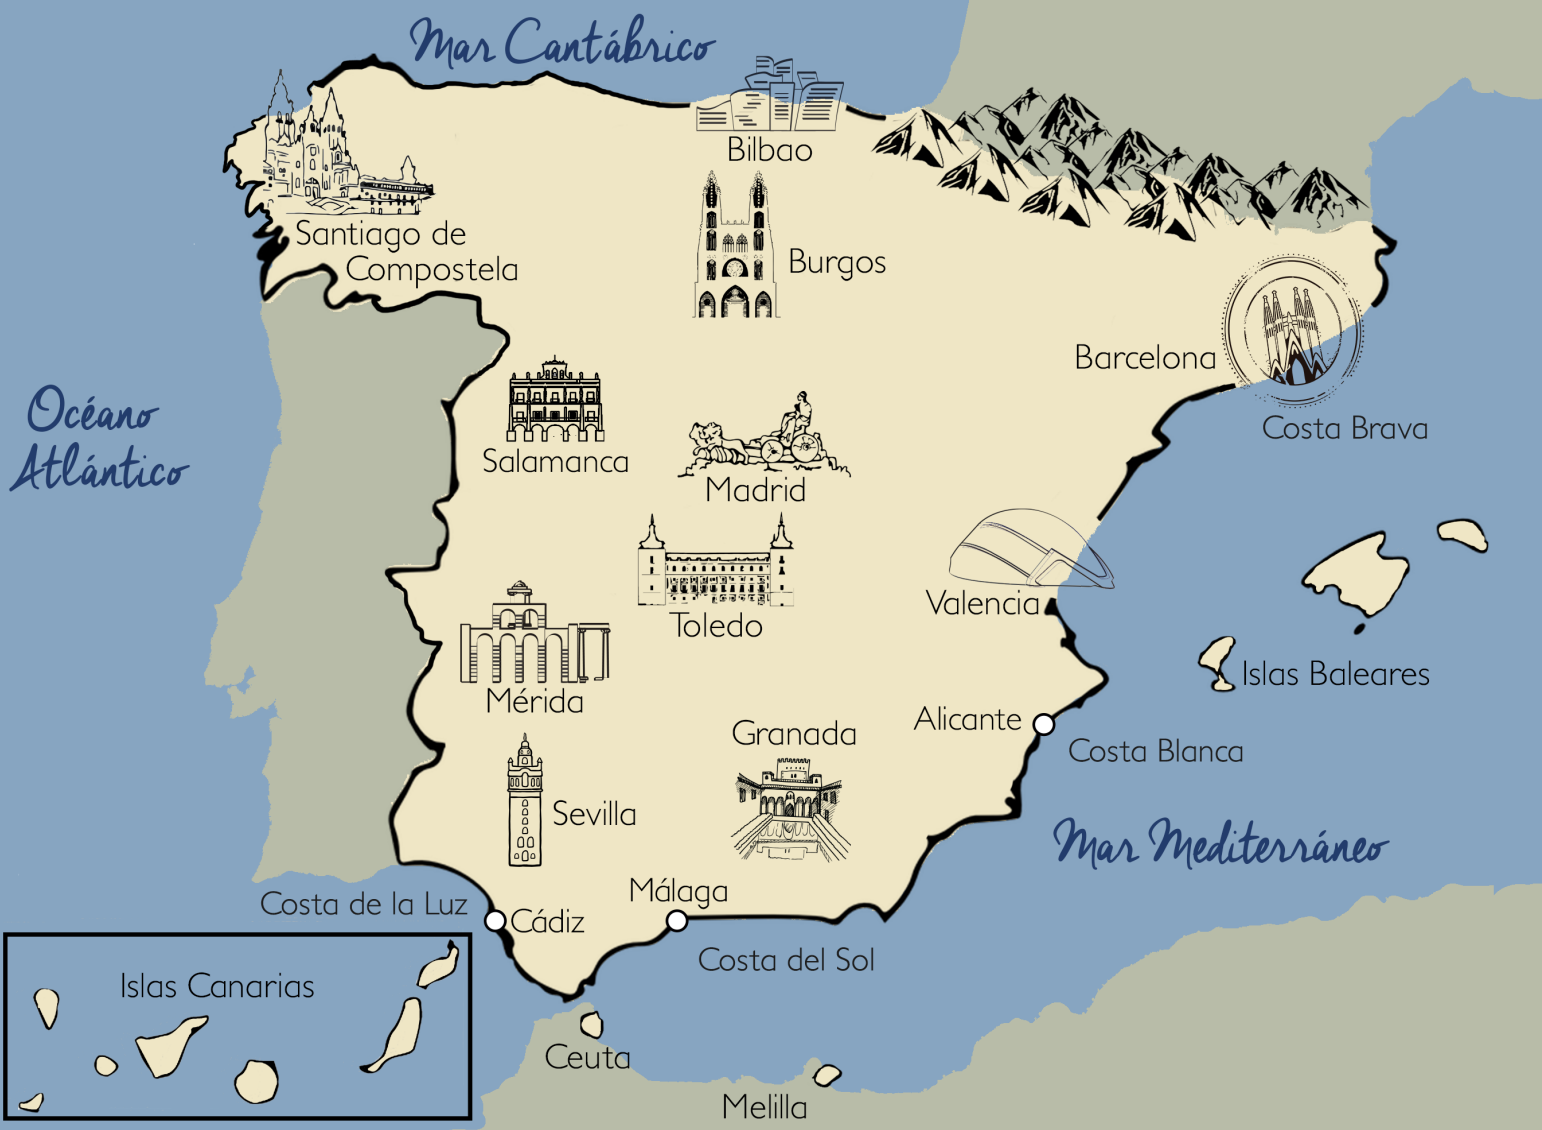 Mar Cantábrico
Bilbao
Santiago de
Compostela
Burgos
Barcelona
Océano
Atlántico
Costa Brava
Salamanca
Madrid
Valencia
Toledo
Islas Baleares
Mérida
Alicante
Granada
Costa Blanca
Sevilla
Mar Mediterráneo
Málaga
Costa de la Luz
Cádiz
Costa del Sol
Islas Canarias
Ceuta
Melilla